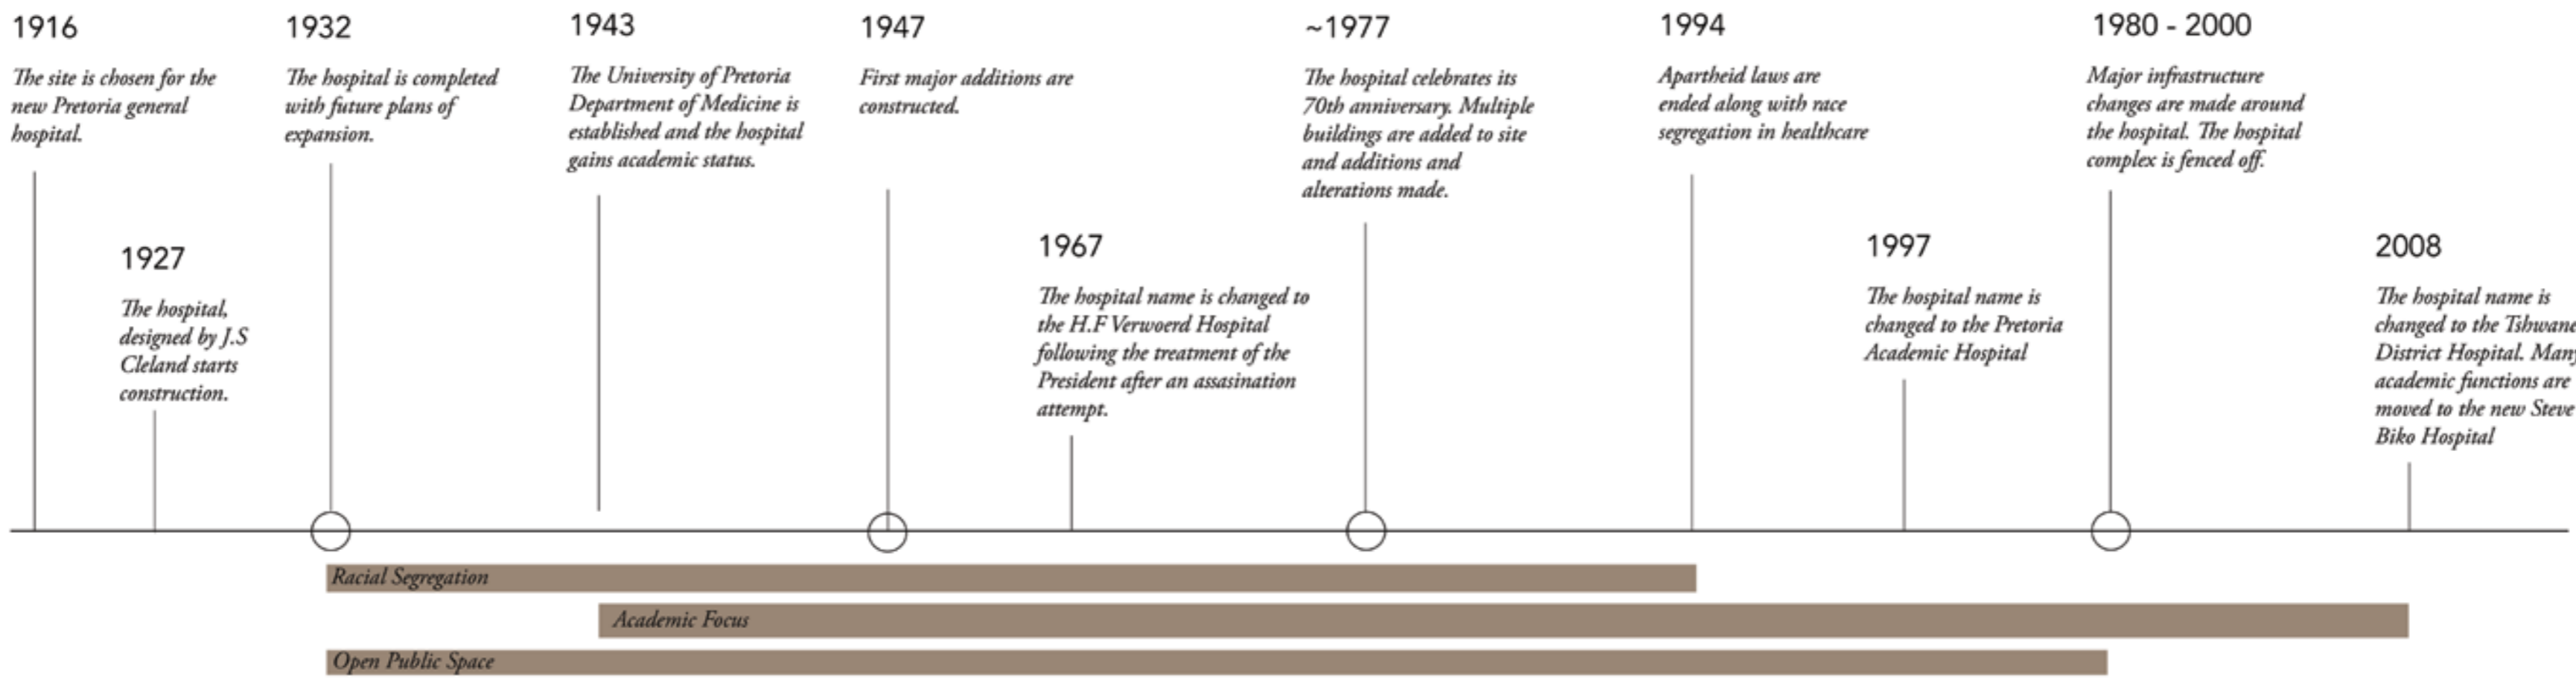 1916
The site is chosen for the
new Pretoria general
hospital.
1927
The hospital,
designed by J.S
Cleland starts
construction.
1932
The hospital is completed
with future plans of
expansion.
1943
The University of Pretoria
Department of Medicine is
established and the hospital
gains academic status.
1947
First major additions are
constructed.
1967
The hospital name is changed to
the H.F Verwoerd Hospital
following the treatment of the
President after an assasination
attempt.
~1977
The hospital celebrates its
70th anniversary. Multiple
buildings are added to site
and additions and
alterations made.
1994
Apartheid laws are
ended along with race
segregation in healthcare
1997
The hospital name is
changed to the Pretoria
Academic Hospital
1980 - 2000
Major infrastructure
changes are made around
the hospital. The hospital
complex is fenced off.
2008
The hospital name is
changed to the Tshwane
District Hospital. Many
academic functions are
moved to the new Steve
Biko Hospital
Racial Segregation
Academic Focus
Open Public Space